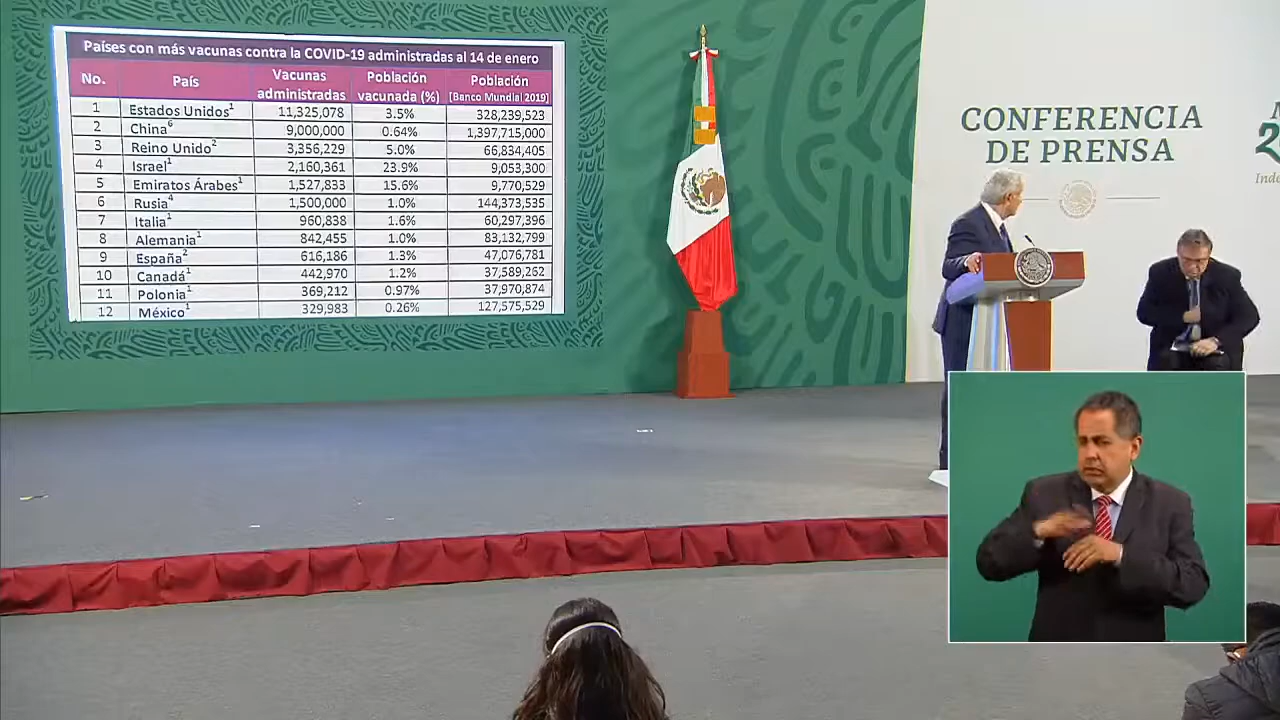 Países con más vacunas contra la COVID-19 administradas al 14 de enero
No. País Vacunas administradas Población vacunada (%) Población [Banco Mundial 2019]
1 Estados Unidos1 11,325,078 3.5% 328,239,523
2 China6 9,000,000 0.64% 1,397,715,000
3 Reino Unido2 3,356,229 5.0% 66,834,405
4 Israel1 2,160,361 23.9% 9,053,300
5 Emiratos Árabes1 1,527,833 15.6% 9,770,529
6 Rusia4 1,500,000 1.0% 144,373,535
7 Italia1 960,838 1.6% 60,297,396
8 Alemania1 842,455 1.0% 83,132,799
9 España2 616,186 1.3% 47,076,781
10 Canadá1 442,970 1.2% 37,589,262
11 Polonia1 369,212 0.97% 37,970,874
12 México1 329,983 0.26% 127,575,529
CONFERENCIA
DE PRENSA